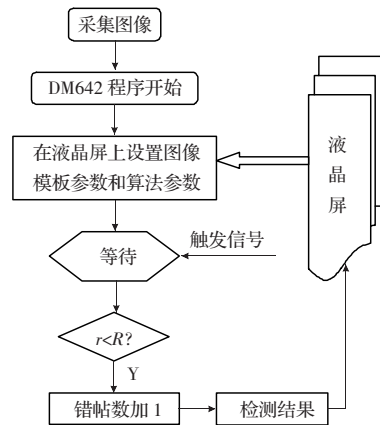 采集图像
DM642 程序开始
在液晶屏上设置图像
模板参数和算法参数
液
晶
屏
等待
触发信号
r<R?
Y
错帖数加 1
检测结果